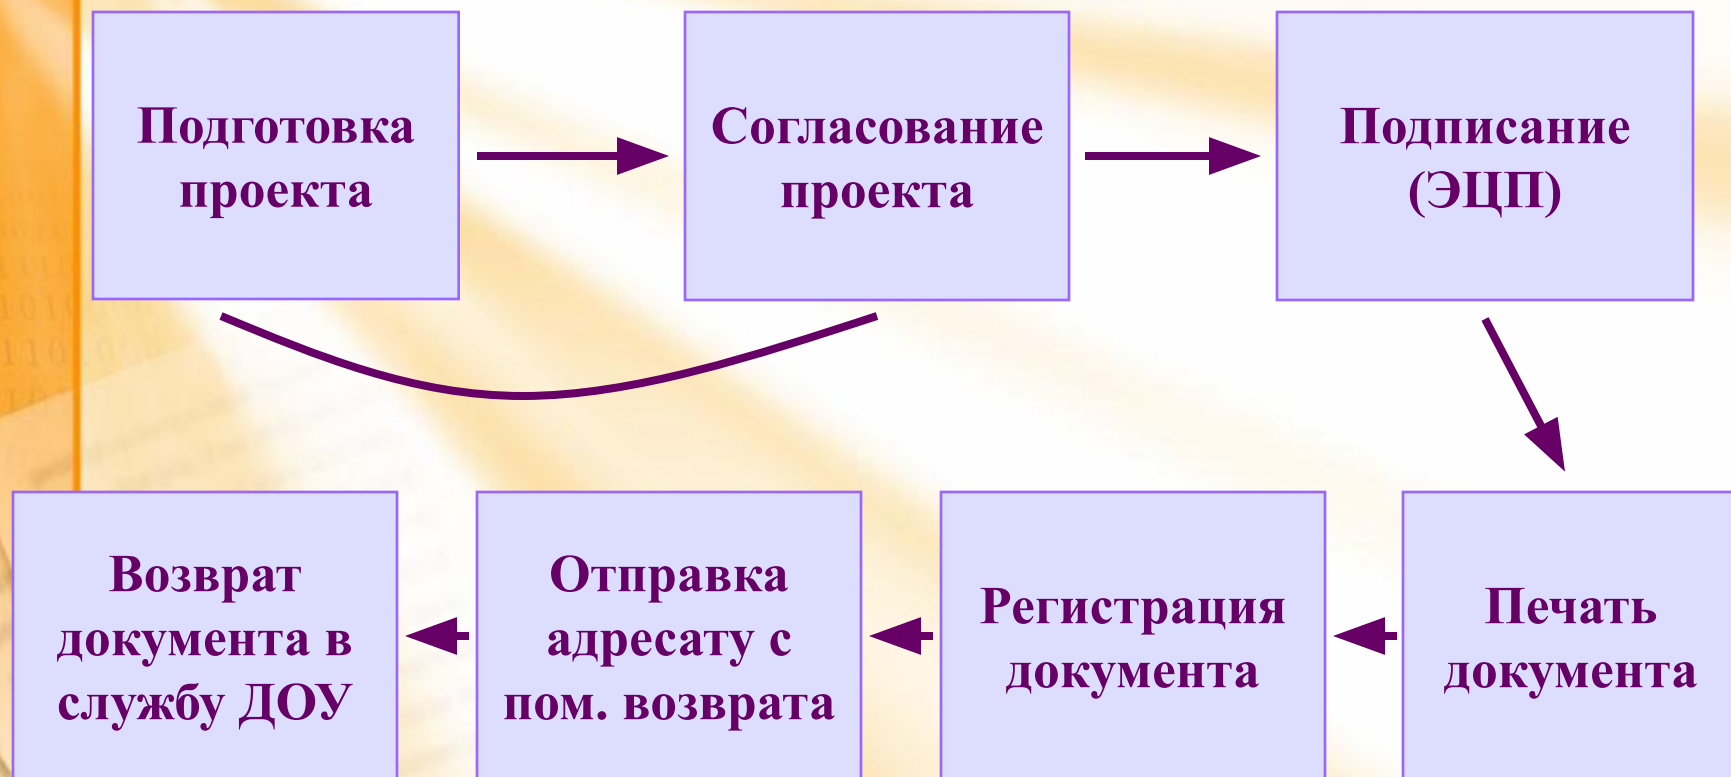 Подготовка
проекта
Согласование
проекта
Подписание
(ЭЦП)
Возврат
документа в
службу ДОУ
Отправка
адресату с
пом. возврата
Регистрация
документа
Печать
документа